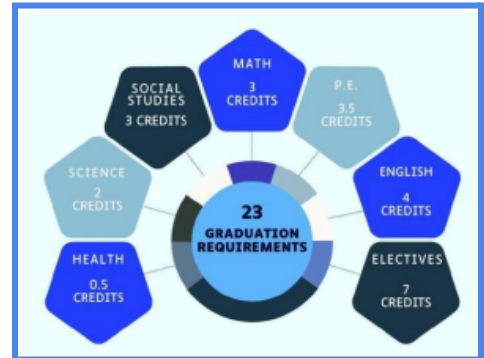 MATH
3
CREDITS
SOCIAL
STUDIES
3 CREDITS
P.E.
3.5
CREDITS
SCIENCE
2
CREDITS
ENGLISH
4
CREDITS
23
GRADUATION
REQUIREMENTS
HEALTH
0.5
CREDITS
ELECTIVES
7
CREDITS